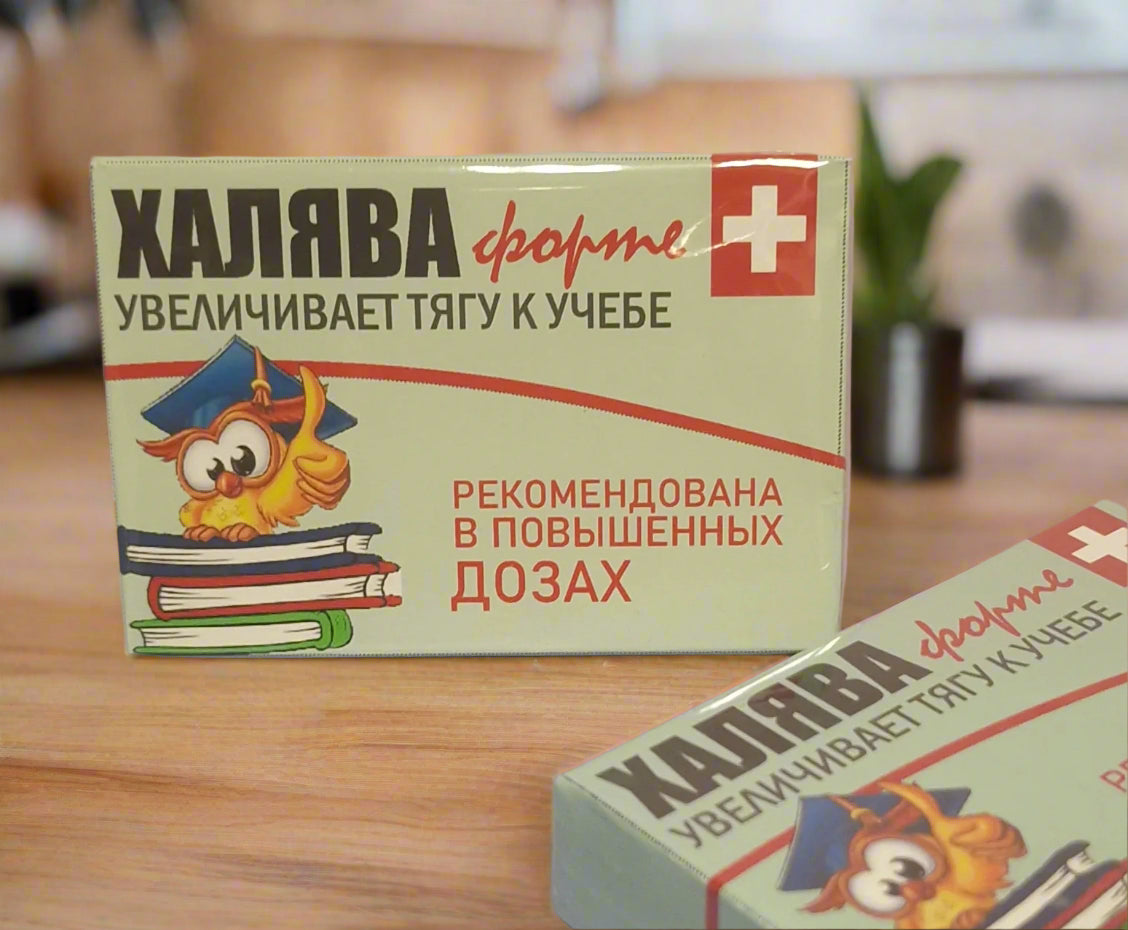 ХАЛЯВА форте
УВЕЛИЧИВАЕТ ТЯГУ К УЧЕБЕ
РЕКОМЕНДОВАНА
В ПОВЫШЕННЫХ
ДОЗАХ
ХАЛЯВА форте
УВЕЛИЧИВАЕТ ТЯГУ К УЧЕБЕ